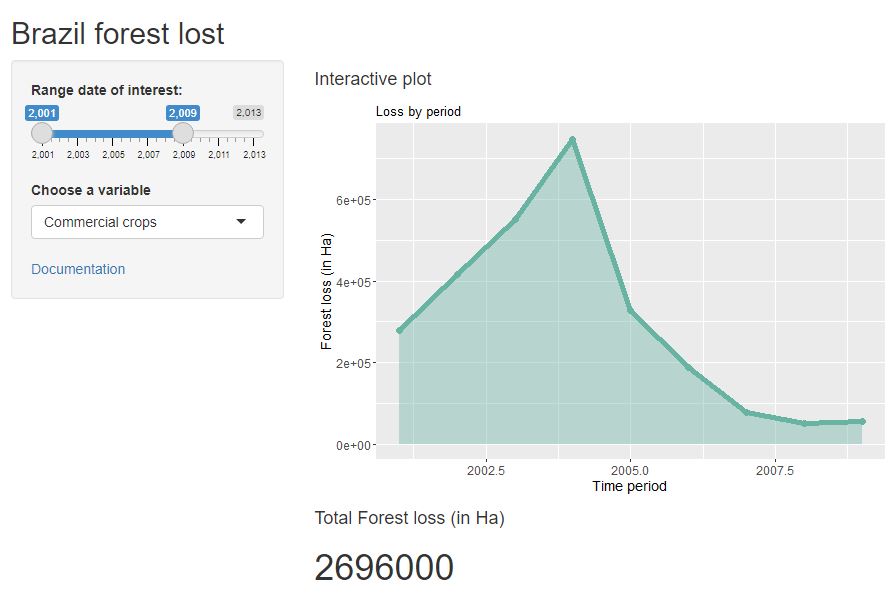 Brazil forest lost
Range date of interest:
2,001 2,009 2,013
2,001 2,003 2,005 2,007 2,009 2,011 2,013
Choose a variable
Commercial crops
Documentation
Interactive plot
Loss by period
Forest loss (in Ha)
6e+05
4e+05
2e+05
0e+00
2002.5 2005.0 2007.5
Time period
Total Forest loss (in Ha)
2696000